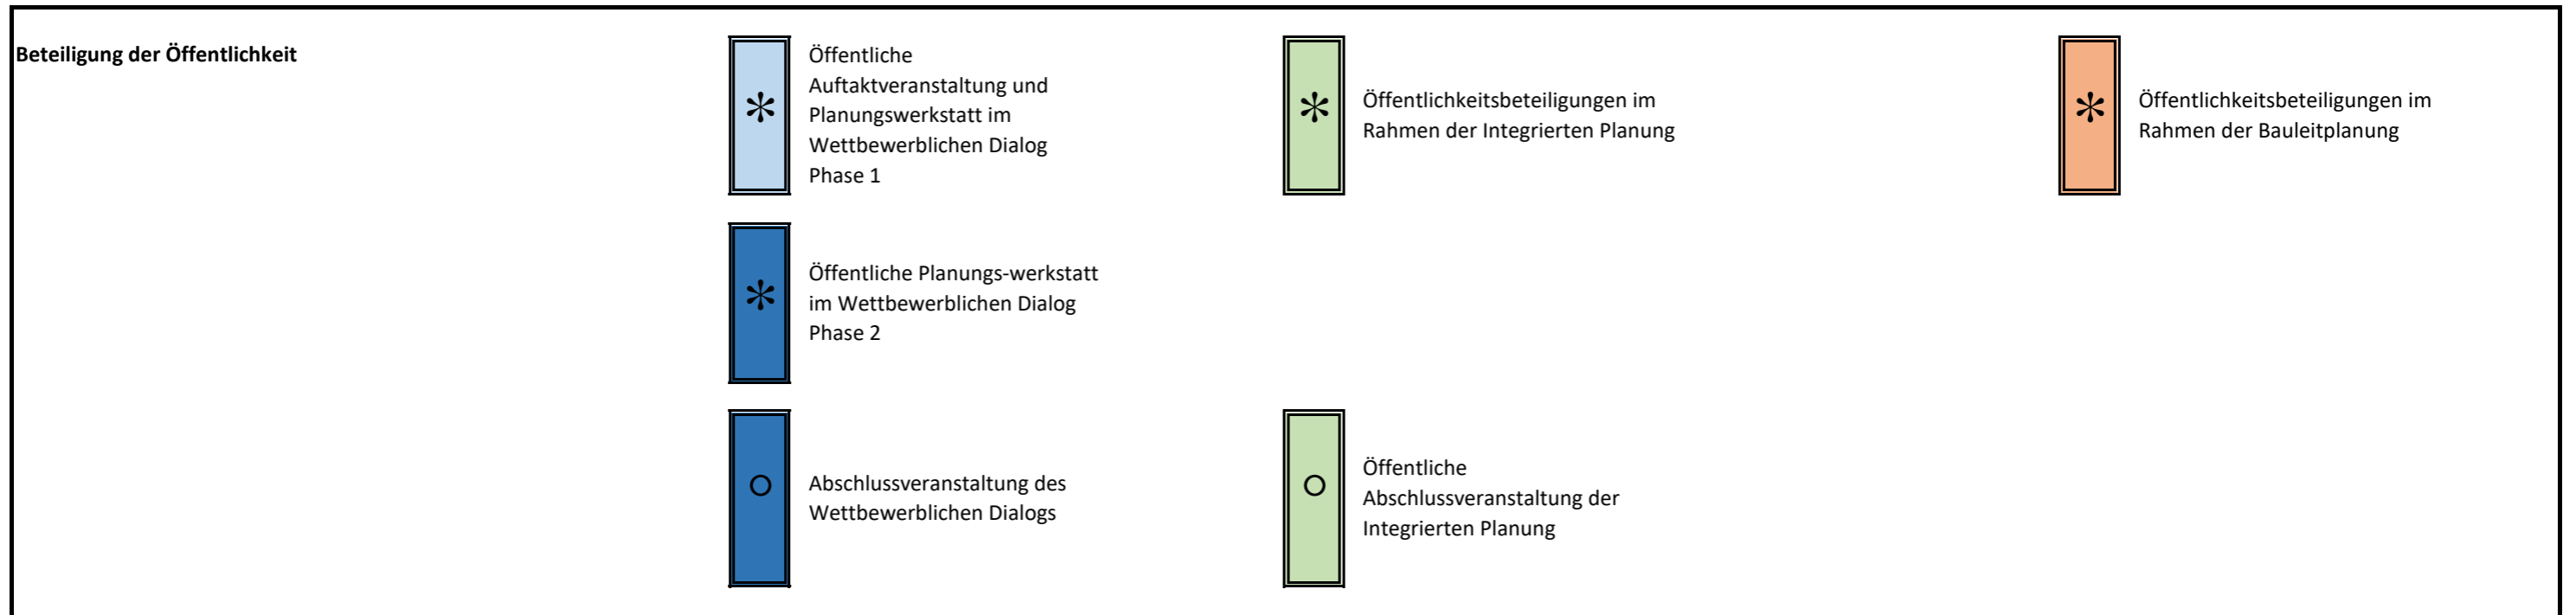 Beteiligung der Öffentlichkeit
*
Öffentliche
Auftaktveranstaltung und
Planungswerkstatt im
Wettbewerblichen Dialog
Phase 1
*
Öffentlichkeitsbeteiligungen im
Rahmen der Integrierten Planung
*
Öffentlichkeitsbeteiligungen im
Rahmen der Bauleitplanung
*
Öffentliche Planungs-werkstatt
im Wettbewerblichen Dialog
Phase 2
○
Abschlussveranstaltung des
Wettbewerblichen Dialogs
○
Öffentliche
Abschlussveranstaltung der
Integrierten Planung